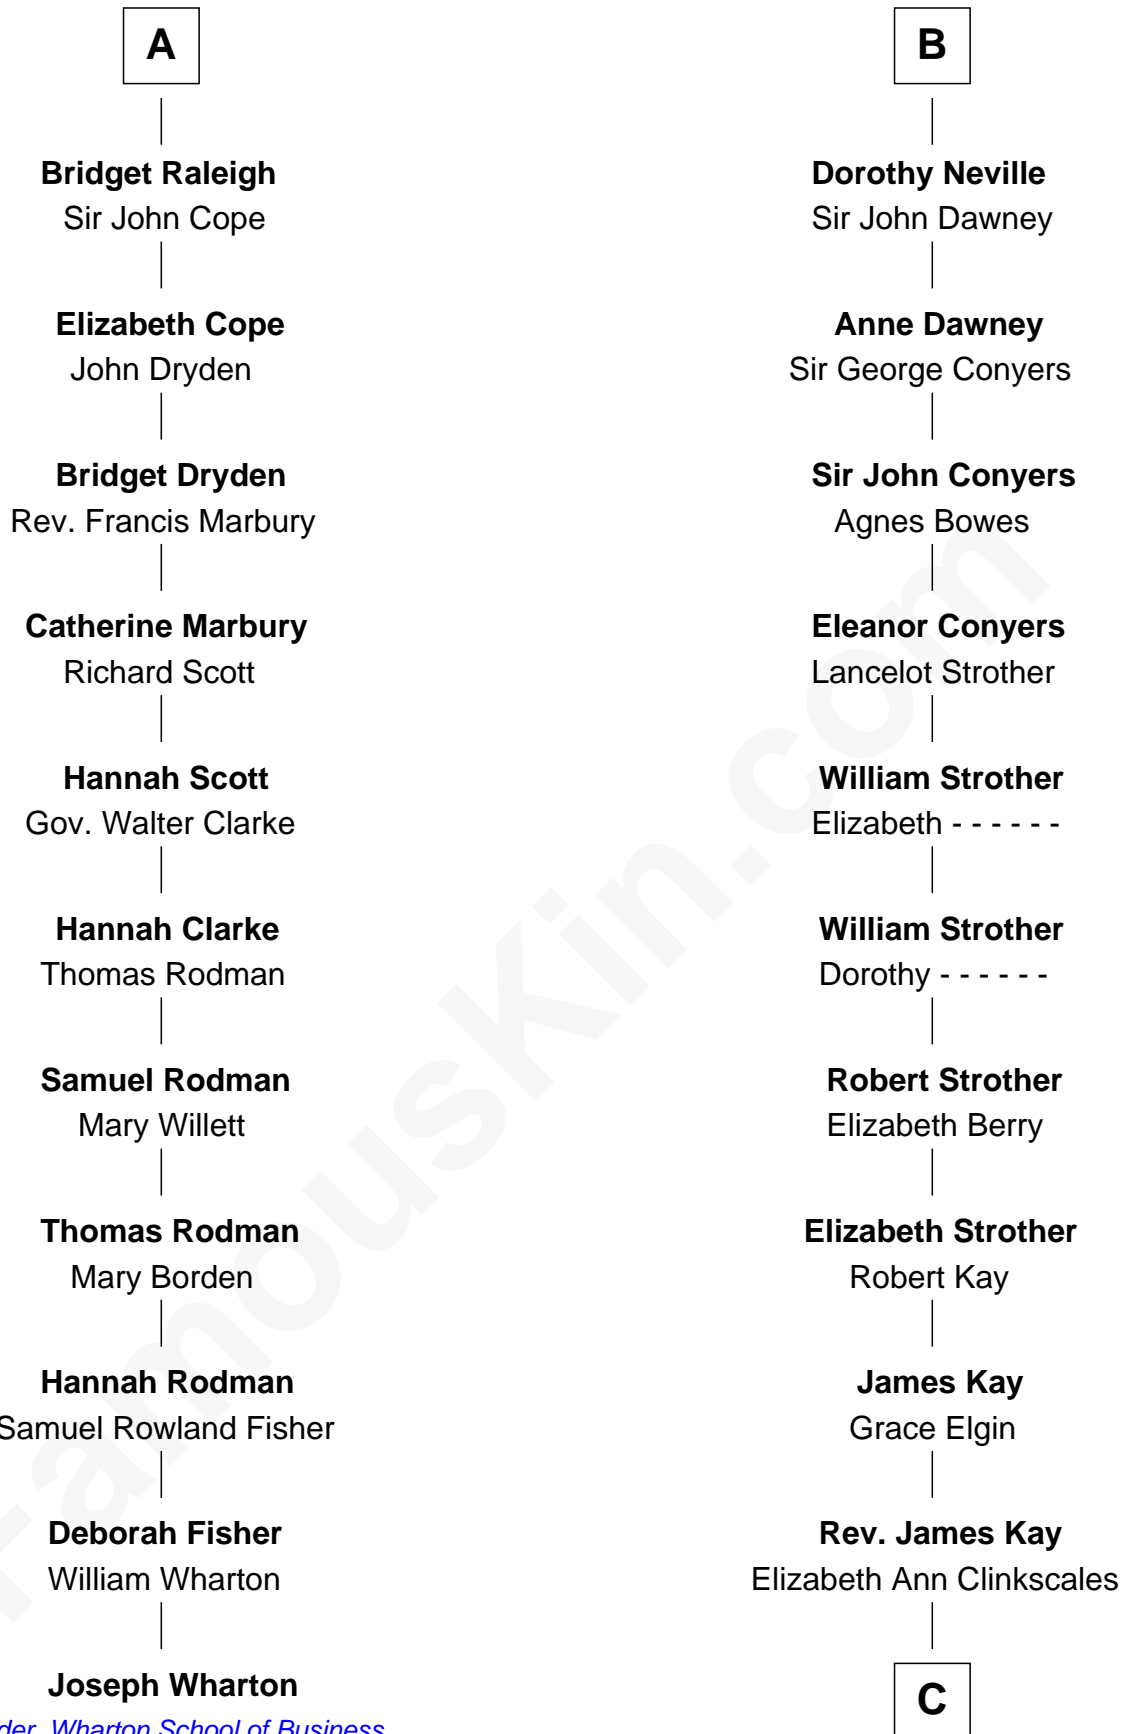 A
Bridget Raleigh
Sir John Cope
Elizabeth Cope
John Dryden
Bridget Dryden
Rev. Francis Marbury
Catherine Marbury
Richard Scott
Hannah Scott
Gov. Walter Clarke
Hannah Clarke
Thomas Rodman
Samuel Rodman
Mary Willett
Thomas Rodman
Mary Borden
Hannah Rodman
Samuel Rowland Fisher
Deborah Fisher
William Wharton
Joseph Wharton
Wharton School of Business
B
Dorothy Neville
Sir John Dawney
Anne Dawney
Sir George Conyers
Sir John Conyers
Agnes Bowes
Eleanor Conyers
Lancelot Strother
William Strother
Elizabeth - - - - - -
William Strother
Dorothy - - - - - -
Robert Strother
Elizabeth Berry
Elizabeth Strother
Robert Kay
James Kay
Grace Elgin
Rev. James Kay
Elizabeth Ann Clinkscales
C
FamousKin.com